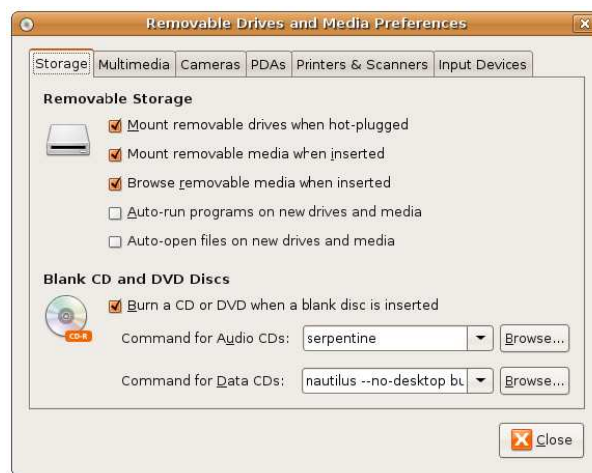 Removable Drives and Media Preferences
Storage Multimedia Cameras PDAs Printers & Scanners Input Devices
Removable Storage
Mount removable drives when hot-plugged
Mount removable media when inserted
Browse removable media when inserted
Auto-run programs on new drives and media
Auto-open files on new drives and media
Blank CD and DVD Discs
CD-R
Burn a CD or DVD when a blank disc is inserted
Command for Audio CDs: serpentine Browse...
Command for Data CDs: nautilus --no-desktop bu Browse...
Close